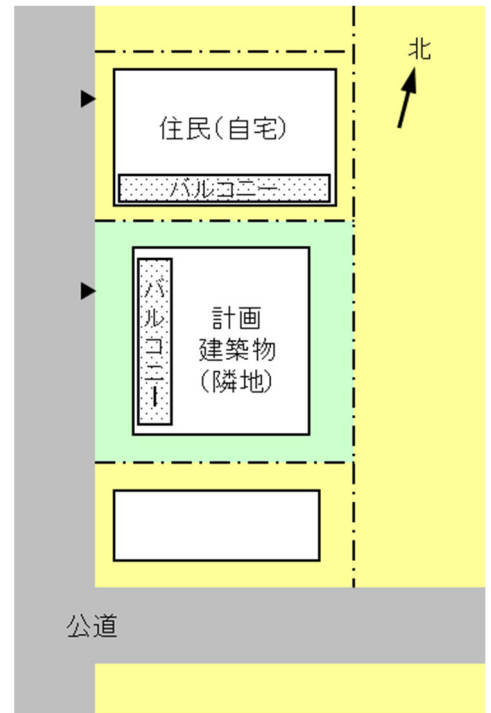 北
住民(自宅)
バルコニー
バルコニー
計画
建築物
(隣地)
公道